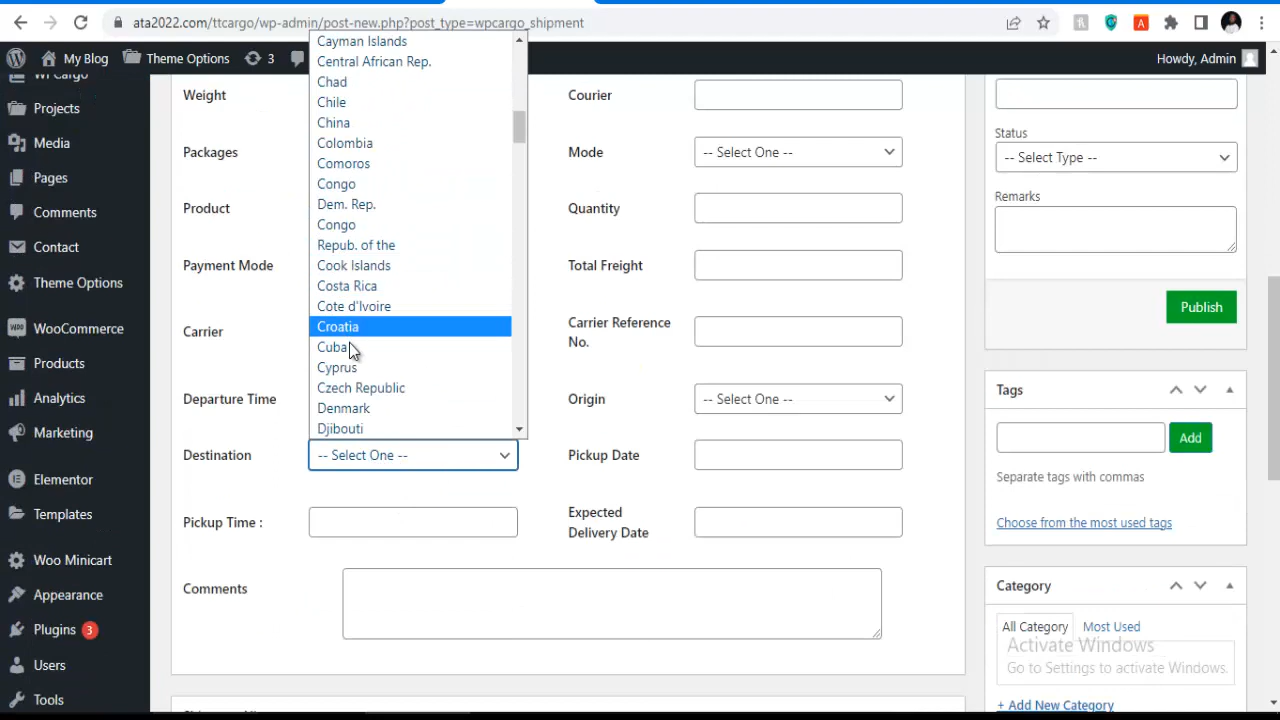 ata2022.com/ttcargo/wp-admin/post-new.php?post_type=wpcargo_shipment
My Blog
Theme Options
3
Howdy, Admin
Projects
Media
Pages
Comments
Contact
Theme Options
WooCommerce
Products
Analytics
Marketing
Elementor
Templates
Woo Minicart
Appearance
Plugins 3
Users
Tools
Weight
Packages
Product
Payment Mode
Carrier
Departure Time
Destination
Pickup Time :
Comments
Cayman Islands
Central African Rep.
Chad
Chile
China
Colombia
Comoros
Congo
Dem. Rep.
Congo
Repub. of the
Cook Islands
Costa Rica
Cote d'Ivoire
Croatia
Cuba
Cyprus
Czech Republic
Denmark
Djibouti
-- Select One --
Courier
Mode
-- Select One --
Quantity
Total Freight
Carrier Reference
No.
Origin
-- Select One --
Pickup Date
Expected
Delivery Date
Status
-- Select Type --
Remarks
Publish
Tags
Add
Separate tags with commas
Choose from the most used tags
Category
All Category
Most Used
Activate Windows
Go to Settings to activate Windows.
+ Add New Category